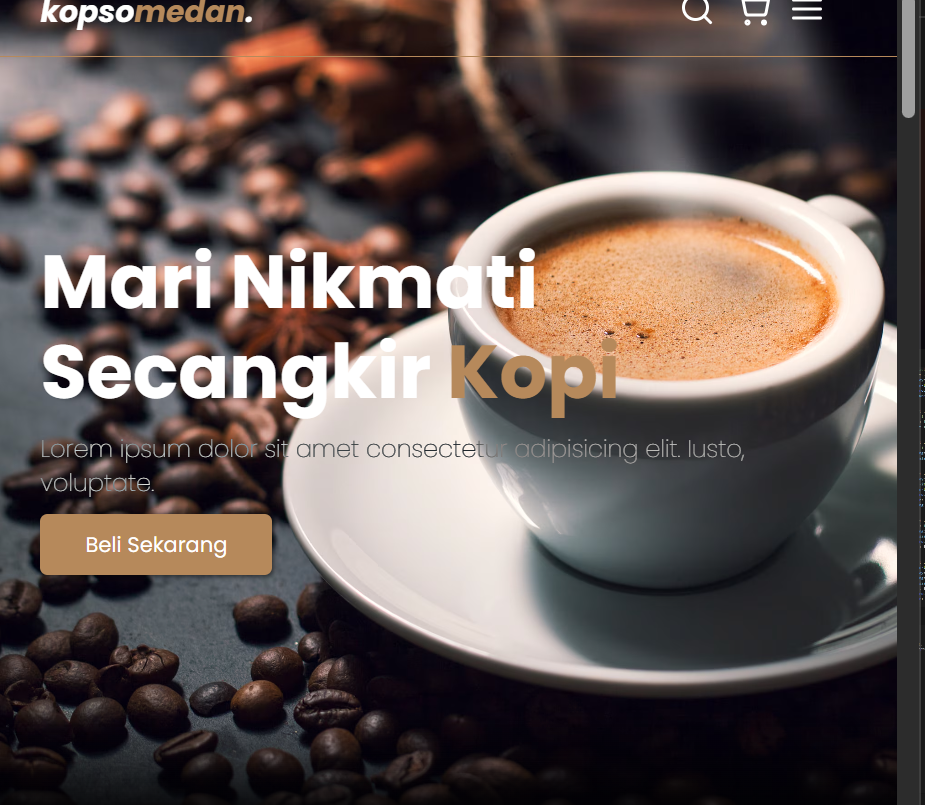 kopsomedan.
Mari Nikmati
Secangkir Kopi
Lorem ipsum dolor sit amet consectetur adipisicing elit. Iusto,
voluptate.
Beli Sekarang